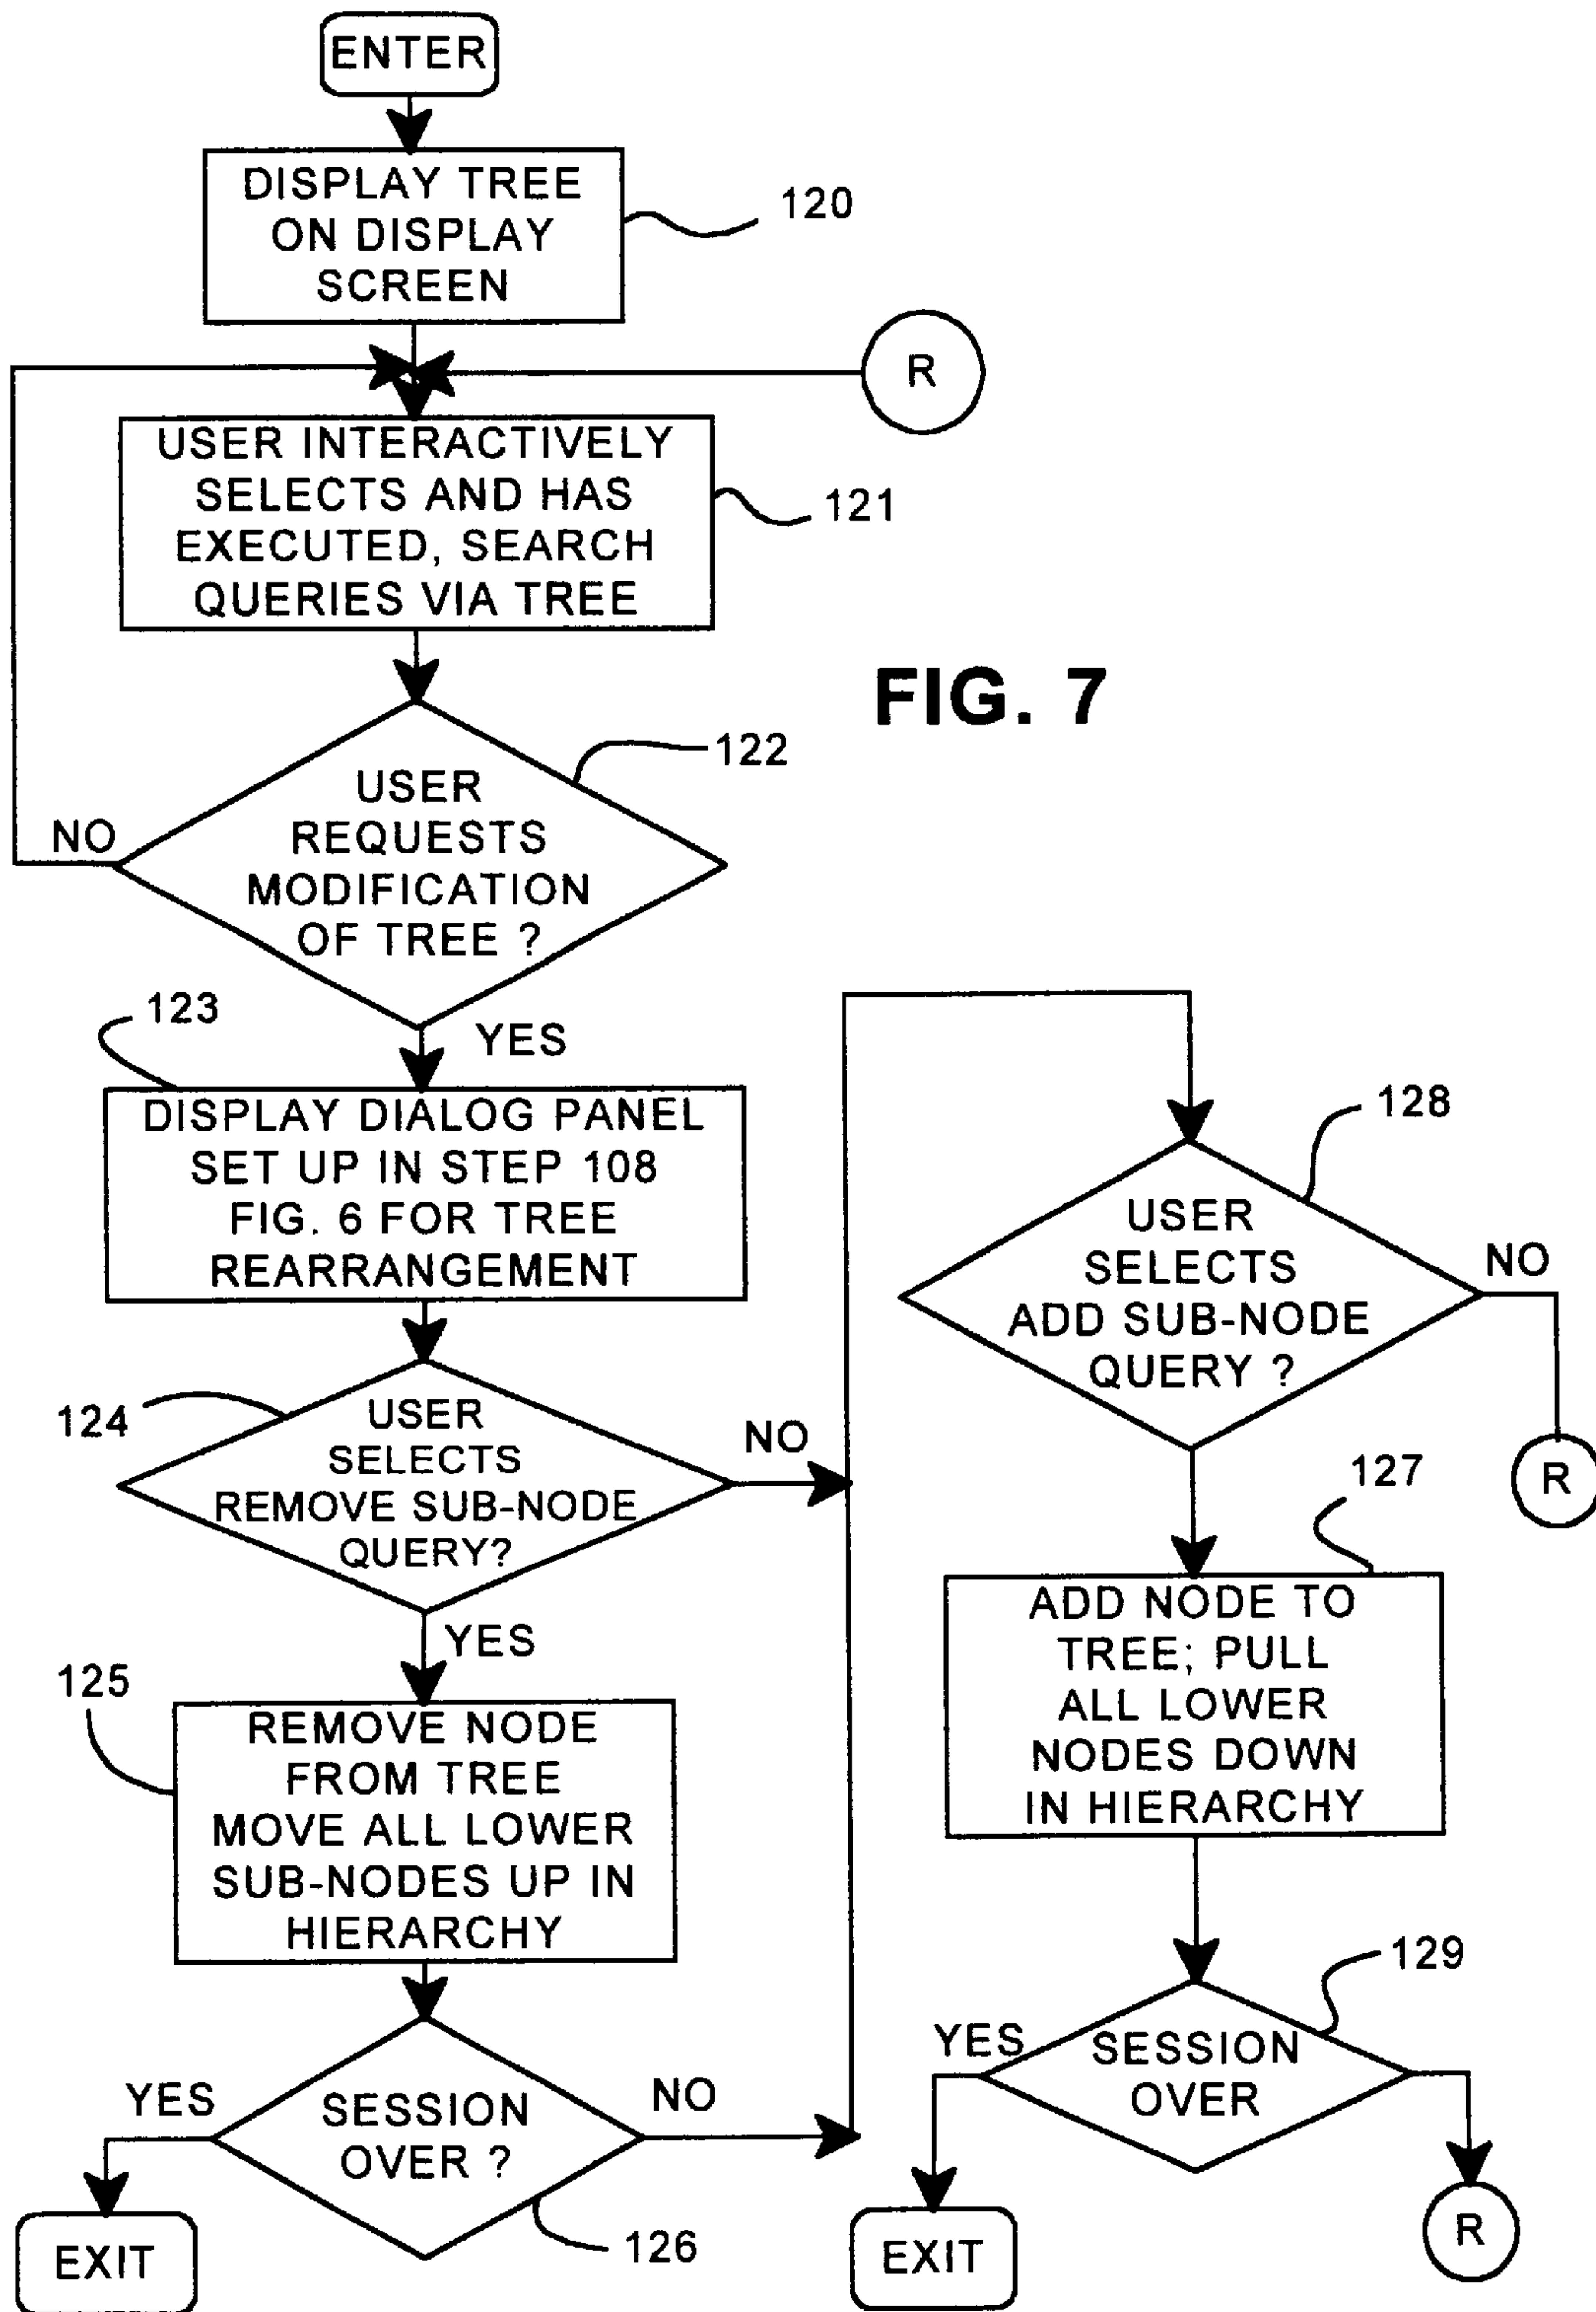 ENTER
DISPLAY TREE
ON DISPLAY
SCREEN
120
R
USER INTERACTIVELY
SELECTS AND HAS
EXECUTED, SEARCH
QUERIES VIA TREE
121
FIG. 7
122
USER
REQUESTS
MODIFICATION
OF TREE ?
NO
YES
123
DISPLAY DIALOG PANEL
SET UP IN STEP 108
FIG. 6 FOR TREE
REARRANGEMENT
124
USER
SELECTS
REMOVE SUB-NODE
QUERY?
NO
YES
125
REMOVE NODE
FROM TREE
MOVE ALL LOWER
SUB-NODES UP IN
HIERARCHY
YES
SESSION
OVER ?
NO
126
EXIT
128
USER
SELECTS
ADD SUB-NODE
QUERY ?
NO
R
127
ADD NODE TO
TREE; PULL
ALL LOWER
NODES DOWN
IN HIERARCHY
129
YES
SESSION
OVER
EXIT
R